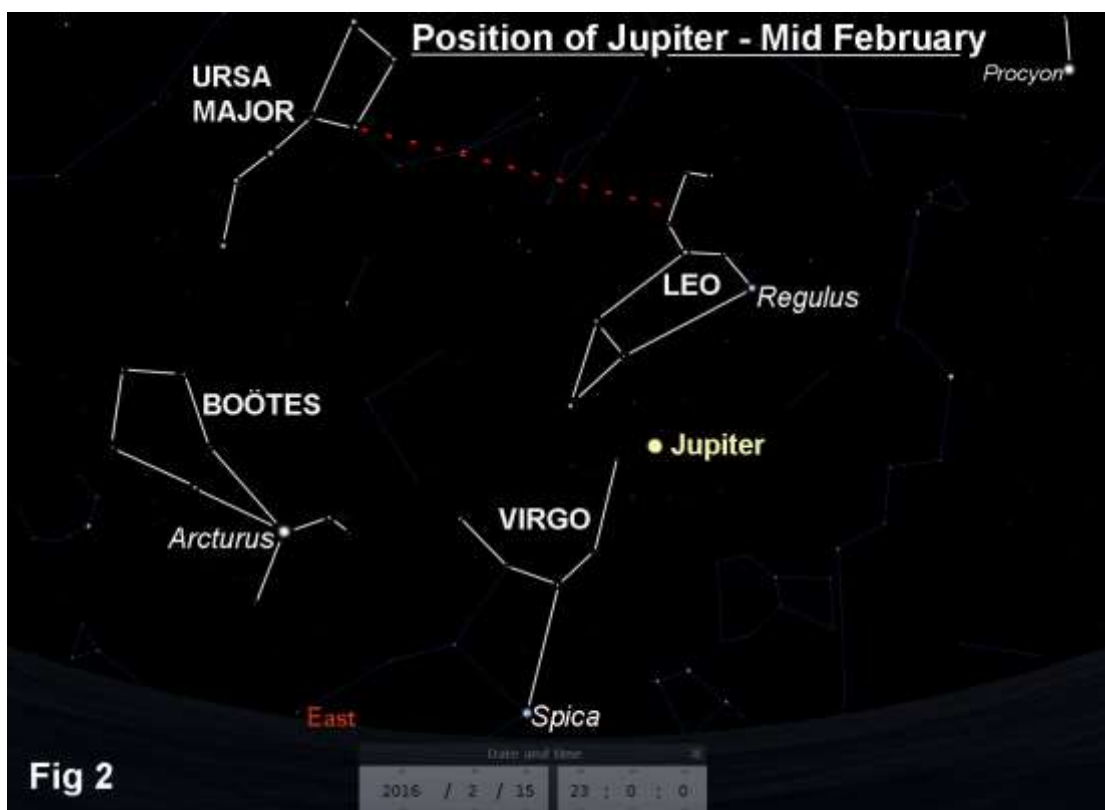 Position of Jupiter - Mid February
URSA
MAJOR
Procyon
LEO
Regulus
BOÖTES
Jupiter
VIRGO
Arcturus
Spica
East
Fig 2
Date and time
2016 / 2 / 15 23 : 0 : 0